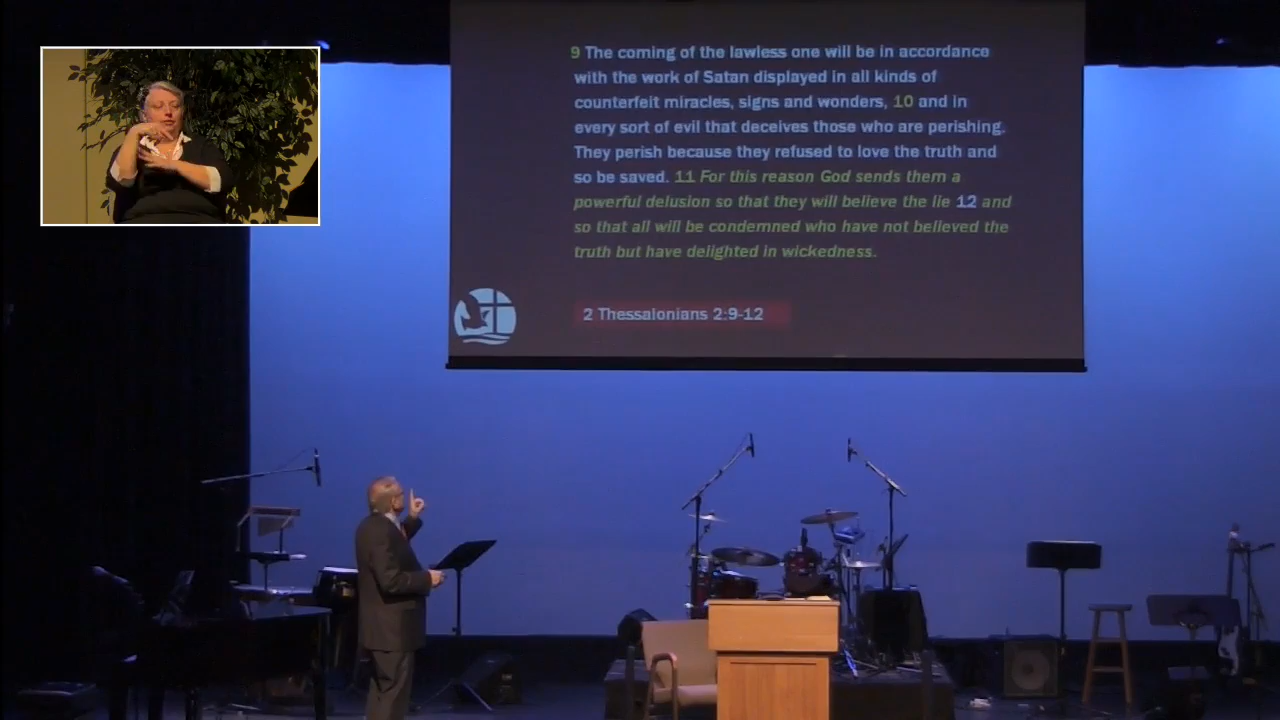 9 The coming of the lawless one will be in accordance
with the work of Satan displayed in all kinds of
counterfeit miracles, signs and wonders, 10 and in
every sort of evil that deceives those who are perishing.
They perish because they refused to love the truth and
so be saved. 11 For this reason God sends them a
powerful delusion so that they will believe the lie 12 and
so that all will be condemned who have not believed the
truth but have delighted in wickedness.
2 Thessalonians 2:9-12